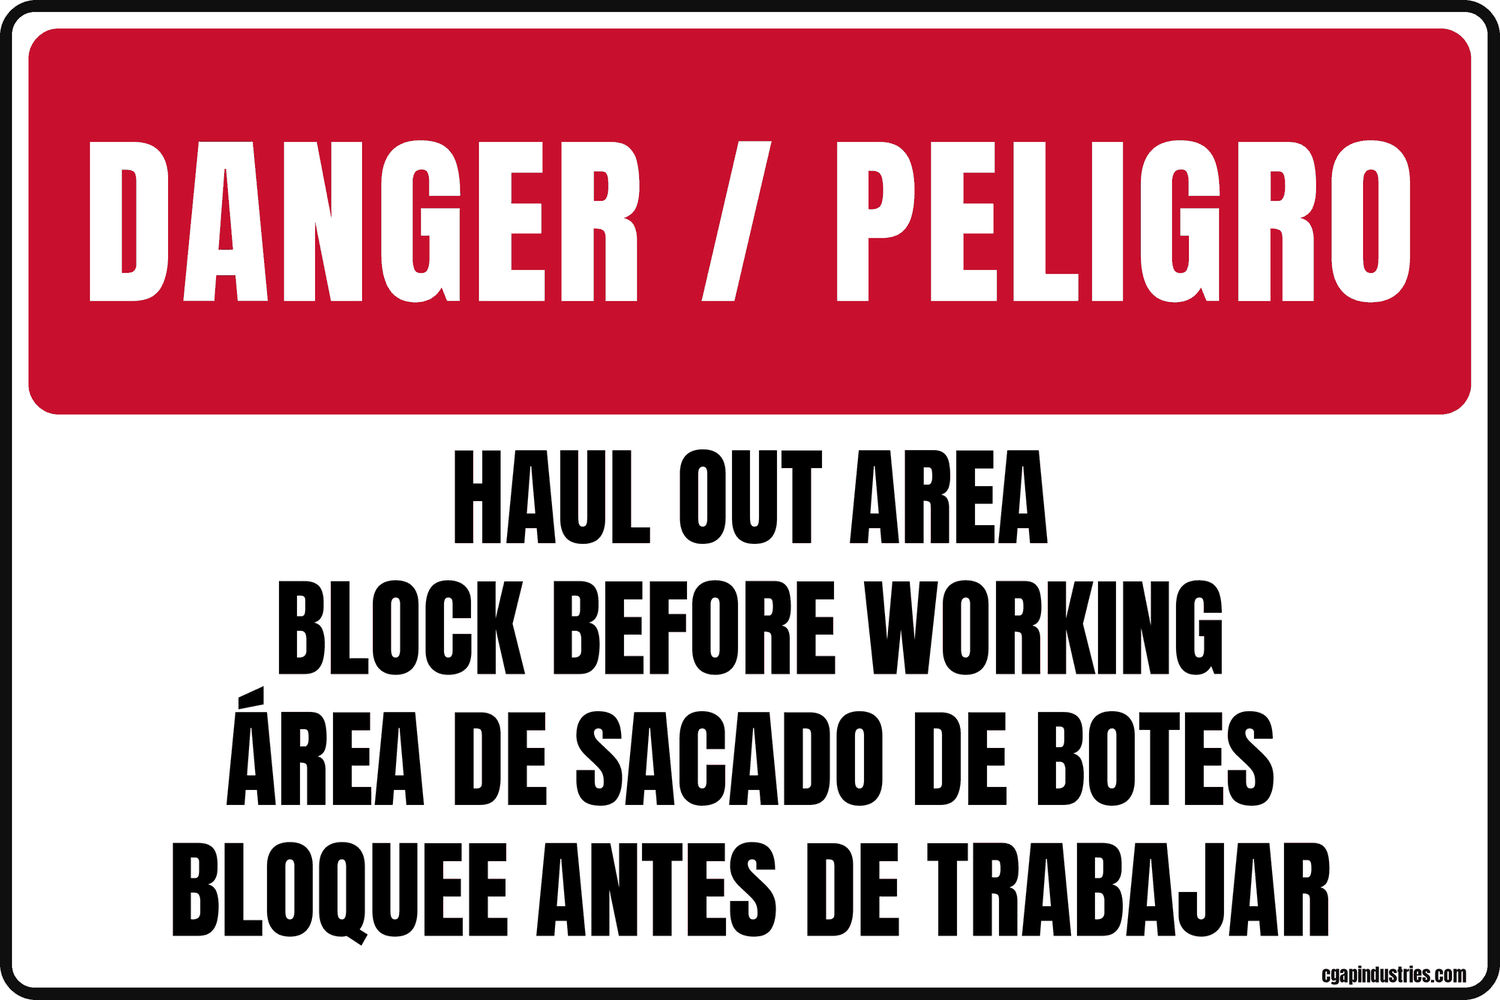 DANGER / PELIGRO
HAUL OUT AREA
BLOCK BEFORE WORKING
ÁREA DE SACADO DE BOTES
BLOQUEE ANTES DE TRABAJAR
cgapindustries.com